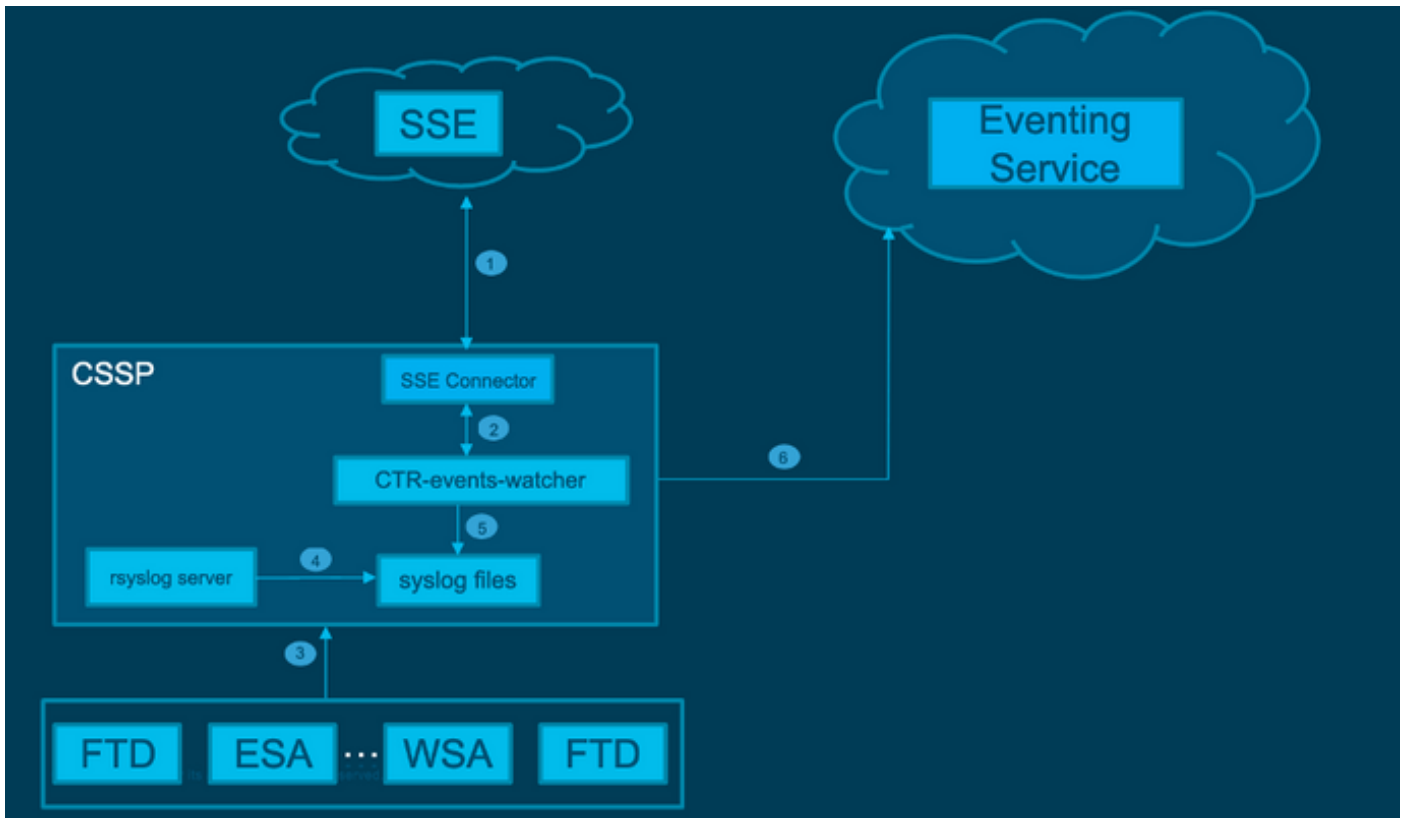 SSE
Eventing
Service
1
CSSP
SSE Connector
2
CTR-events-watcher
6
5
rsyslog server
4
syslog files
3
FTD
ESA
...
WSA
FTD
served